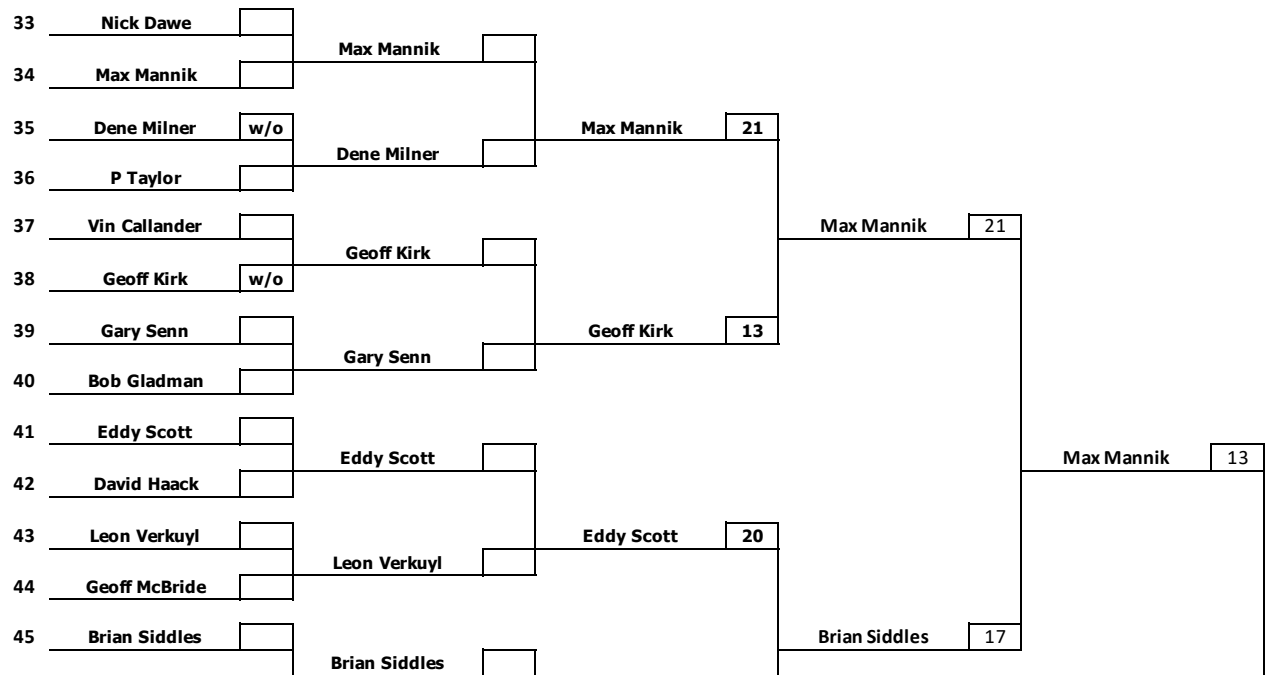 33 Nick Dawe
Max Mannik
34 Max Mannik
35 Dene Milner w/o
Max Mannik 21
Dene Milner
36 P Taylor
37 Vin Callander
Max Mannik 21
Geoff Kirk
38 Geoff Kirk w/o
39 Gary Senn
Geoff Kirk 13
Gary Senn
40 Bob Gladman
41 Eddy Scott
Eddy Scott
Max Mannik 13
42 David Haack
43 Leon Verkuyl
Eddy Scott 20
Leon Verkuyl
44 Geoff McBride
45 Brian Siddles
Brian Siddles 17
Brian Siddles